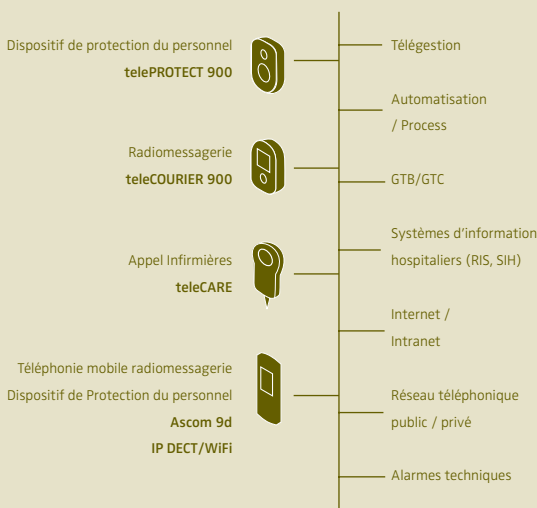 Dispositif de protection du personnel
telePROTECT 900
Radiomessagerie
teleCOURIER 900
Appel Infirmières
teleCARE
Téléphonie mobile radiomessagerie
Dispositif de Protection du personnel
Ascom 9d
IP DECT/WiFi
Télégestion
Automatisation
/ Process
GTB/GTC
Systèmes d'information
hospitaliers (RIS, SIH)
Internet /
Intranet
Réseau téléphonique
public / privé
Alarmes techniques